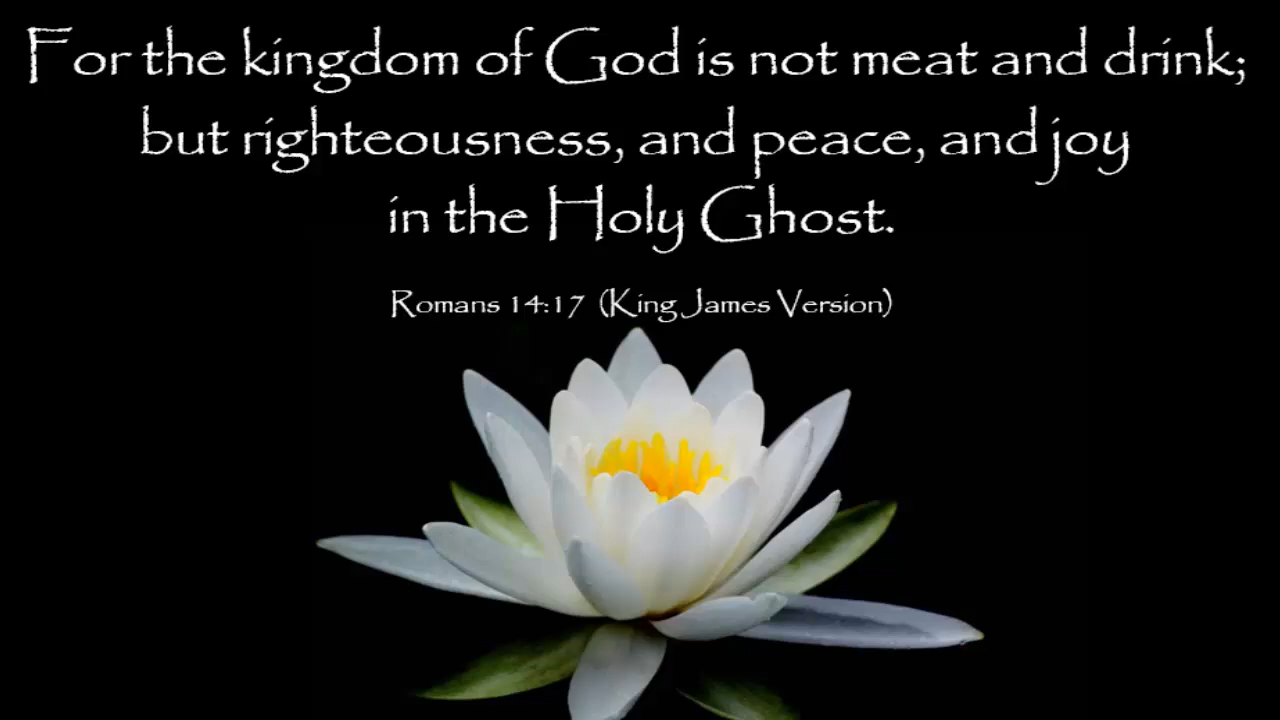 For the kingdom of God is not meat and drink;
but righteousness, and peace, and joy
in the Holy Ghost.
Romans 14:17 (King James Version)